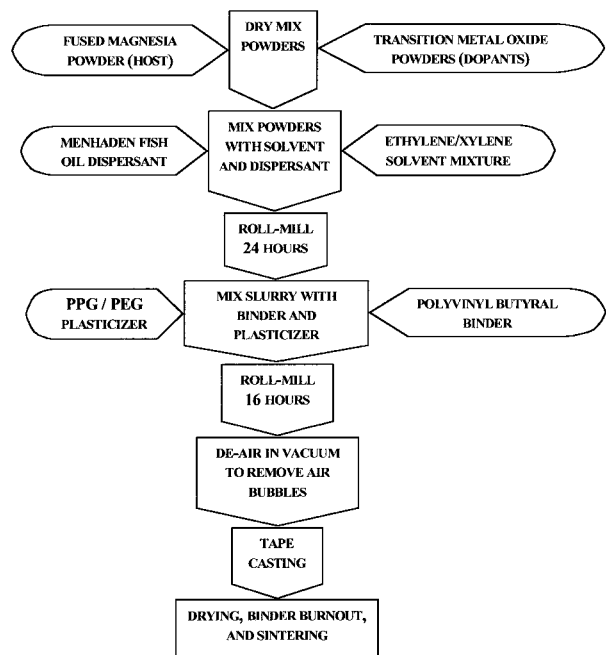 FUSED MAGNESIA
POWDER (HOST)
DRY MIX
POWDERS
TRANSITION METAL OXIDE
POWDERS (DOPANTS)
MENHADEN FISH
OIL DISPERSANT
MIX POWDERS
WITH SOLVENT
AND DISPERSANT
ETHYLENE/XYLENE
SOLVENT MIXTURE
ROLL-MILL
24 HOURS
PPG / PEG
PLASTICIZER
MIX SLURRY WITH
BINDER AND
PLASTICIZER
POLYVINYL BUTYRAL
BINDER
ROLL-MILL
16 HOURS
DE-AIR IN VACUUM
TO REMOVE AIR
BUBBLES
TAPE
CASTING
DRYING, BINDER BURNOUT,
AND SINTERING